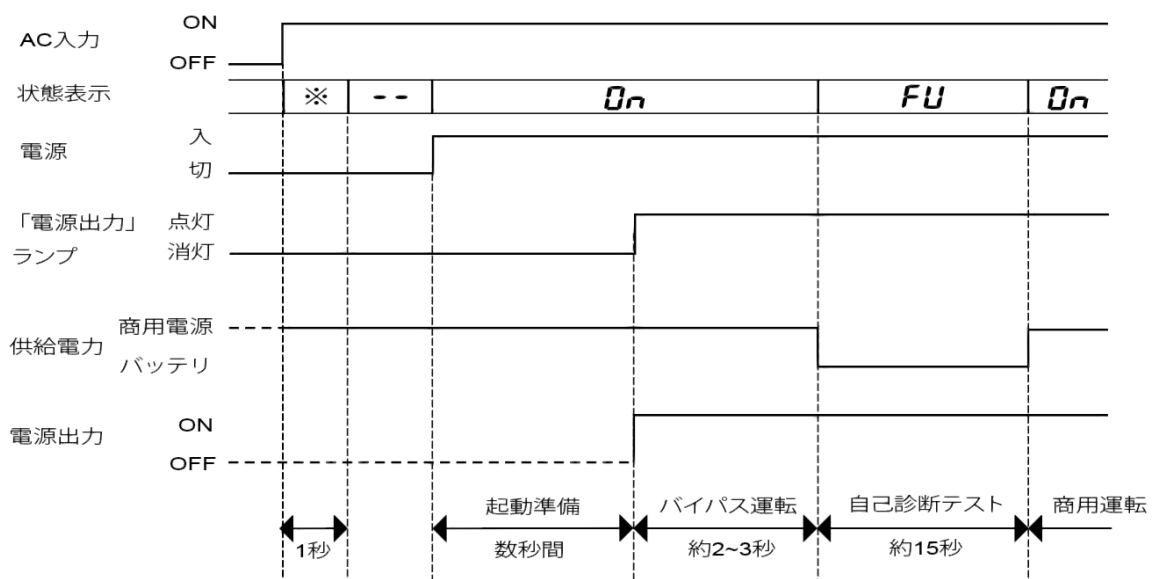 AC入力
ON
OFF
状態表示
※
--
On
FU
On
電源
入
切
「電源出力」
ランプ
点灯
消灯
供給電力
商用電源
バッテリ
電源出力
ON
OFF
1秒
起動準備
数秒間
バイパス運転
約2~3秒
自己診断テスト
約15秒
商用運転